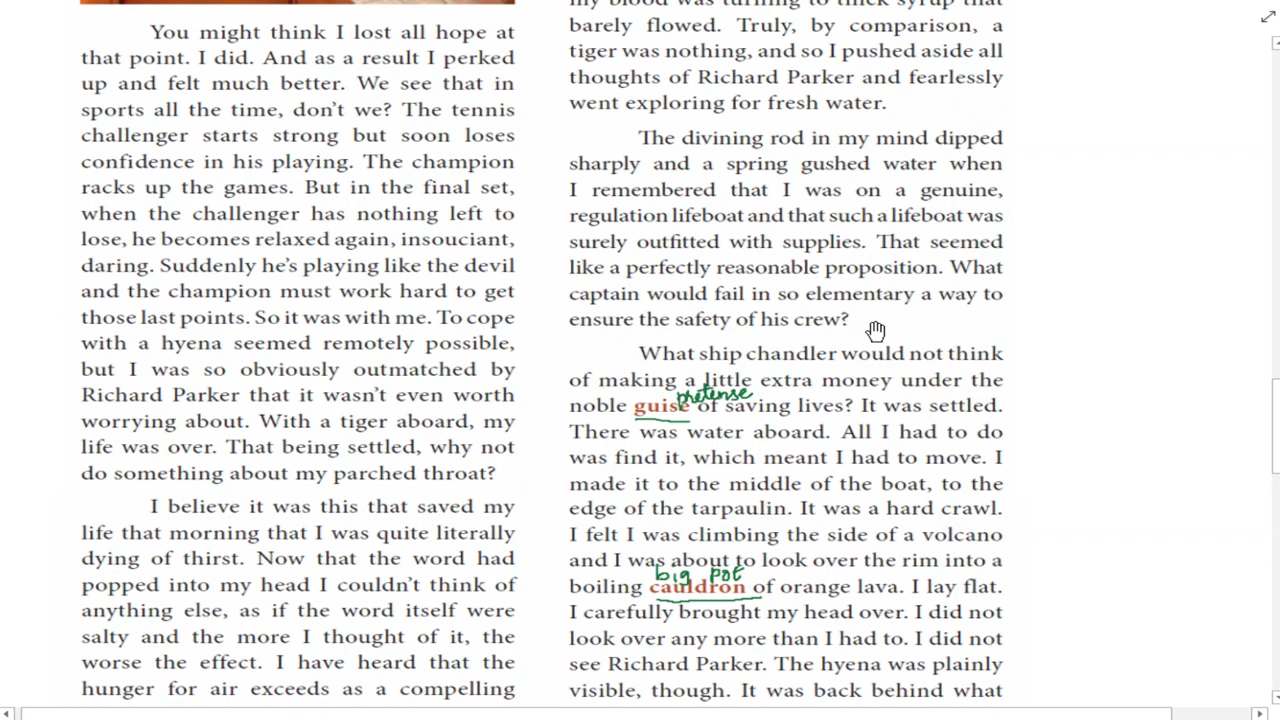 You might think I lost all hope at
that point. I did. And as a result I perked
up and felt much better. We see that in
sports all the time, don't we? The tennis
challenger starts strong but soon loses
confidence in his playing. The champion
racks up the games. But in the final set,
when the challenger has nothing left to
lose, he becomes relaxed again, insouciant,
daring. Suddenly he's playing like the devil
and the champion must work hard to get
those last points. So it was with me. To cope
with a hyena seemed remotely possible,
but I was so obviously outmatched by
Richard Parker that it wasn't even worth
worrying about. With a tiger aboard, my
life was over. That being settled, why not
do something about my parched throat?
I believe it was this that saved my
life that morning that I was quite literally
dying of thirst. Now that the word had
popped into my head I couldn't think of
anything else, as if the word itself were
salty and the more I thought of it, the
worse the effect. I have heard that the
hunger for air exceeds as a compelling
my blood was turning to thick syrup that
barely flowed. Truly, by comparison, a
tiger was nothing, and so I pushed aside all
thoughts of Richard Parker and fearlessly
went exploring for fresh water.
The divining rod in my mind dipped
sharply and a spring gushed water when
I remembered that I was on a genuine,
regulation lifeboat and that such a lifeboat was
surely outfitted with supplies. That seemed
like a perfectly reasonable proposition. What
captain would fail in so elementary a way to
ensure the safety of his crew?
What ship chandler would not think
of making a little extra money under the
pretense
noble guise of saving lives? It was settled.
There was water aboard. All I had to do
was find it, which meant I had to move. I
made it to the middle of the boat, to the
edge of the tarpaulin. It was a hard crawl.
I felt I was climbing the side of a volcano
and I was about to look over the rim into a
big pot
boiling cauldron of orange lava. I lay flat.
I carefully brought my head over. I did not
look over any more than I had to. I did not
see Richard Parker. The hyena was plainly
visible, though. It was back behind what